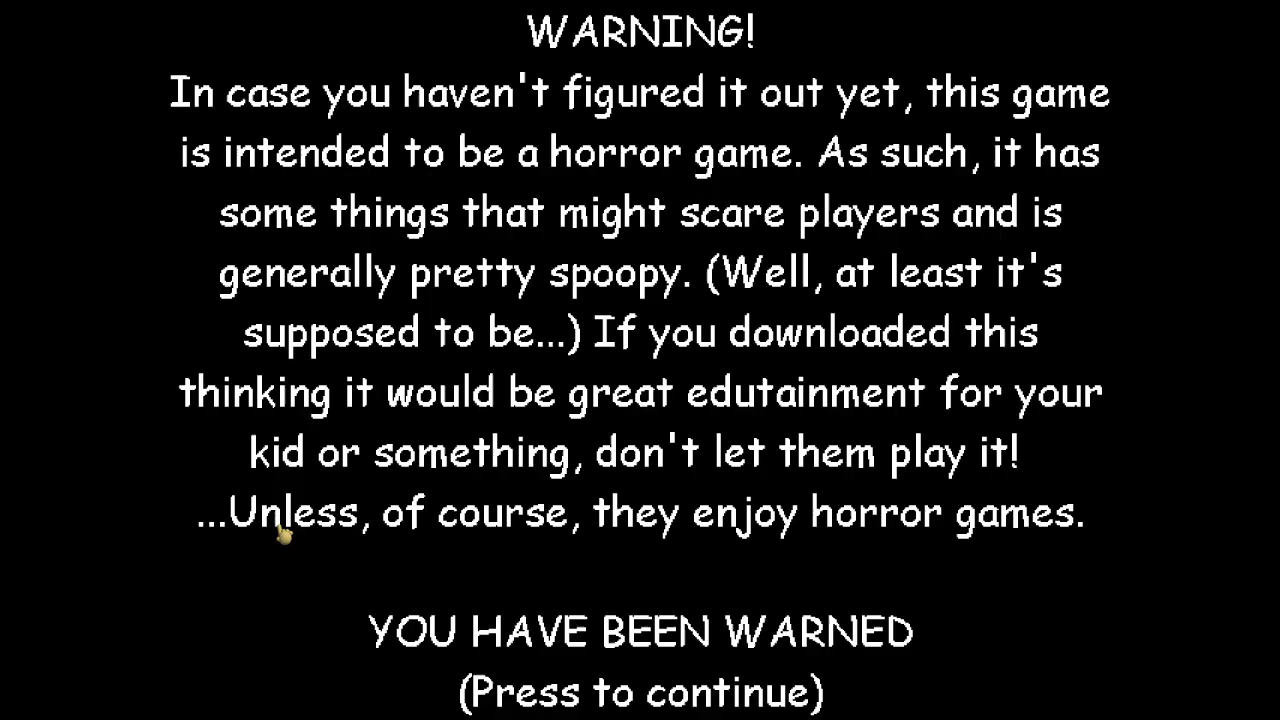 WARNING!
In case you haven't figured it out yet, this game
is intended to be a horror game. As such, it has
some things that might scare players and is
generally pretty spoopy. (Well, at least it's
supposed to be...) If you downloaded this
thinking it would be great edutainment for your
kid or something, don't let them play it!
...Unless, of course, they enjoy horror games.
YOU HAVE BEEN WARNED
(Press to continue)